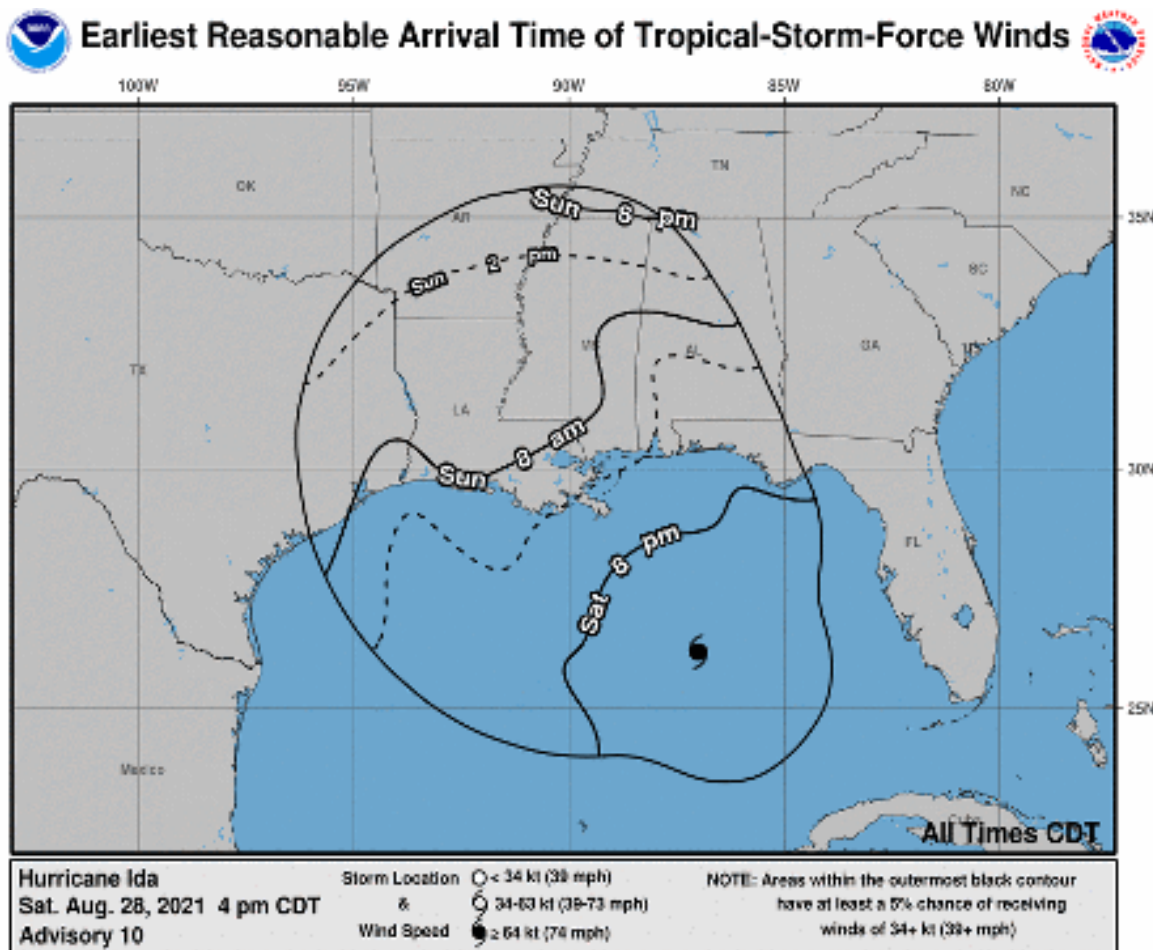 Earliest Reasonable Arrival Time of Tropical-Storm-Force Winds
100W 95W 90W 85W 80W
OK
TN
NC
AR
35N
Sun 8 pm
Sun 2 pm
SC
TX
AL
GA
LA
Sun 8 am
30N
Sat 8 pm
FL
25N
Mexico
Cuba
All Times CDT
Hurricane Ida
Sat. Aug. 28, 2021 4 pm CDT
Advisory 10
Storm Location
&
Wind Speed
< 34 kt (39 mph)
34-63 kt (39-73 mph)
≥ 64 kt (74 mph)
NOTE: Areas within the outermost black contour
have at least a 5% chance of receiving
winds of 34+ kt (39+ mph)